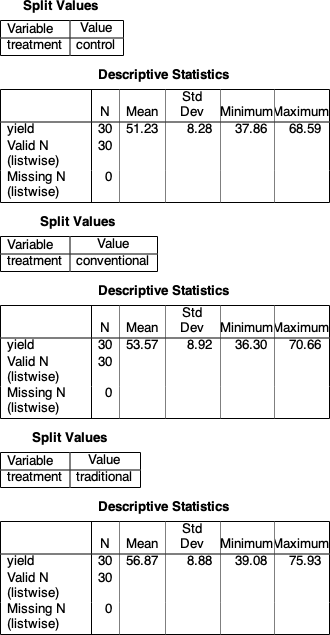 Split Values
Variable Value
treatment control
Descriptive Statistics
Std
N Mean Dev Minimum Maximum
yield 30 51.23 8.28 37.86 68.59
Valid N 30
(listwise)
Missing N 0
(listwise)
Split Values
Variable Value
treatment conventional
Descriptive Statistics
Std
N Mean Dev Minimum Maximum
yield 30 53.57 8.92 36.30 70.66
Valid N 30
(listwise)
Missing N 0
(listwise)
Split Values
Variable Value
treatment traditional
Descriptive Statistics
Std
N Mean Dev Minimum Maximum
yield 30 56.87 8.88 39.08 75.93
Valid N 30
(listwise)
Missing N 0
(listwise)